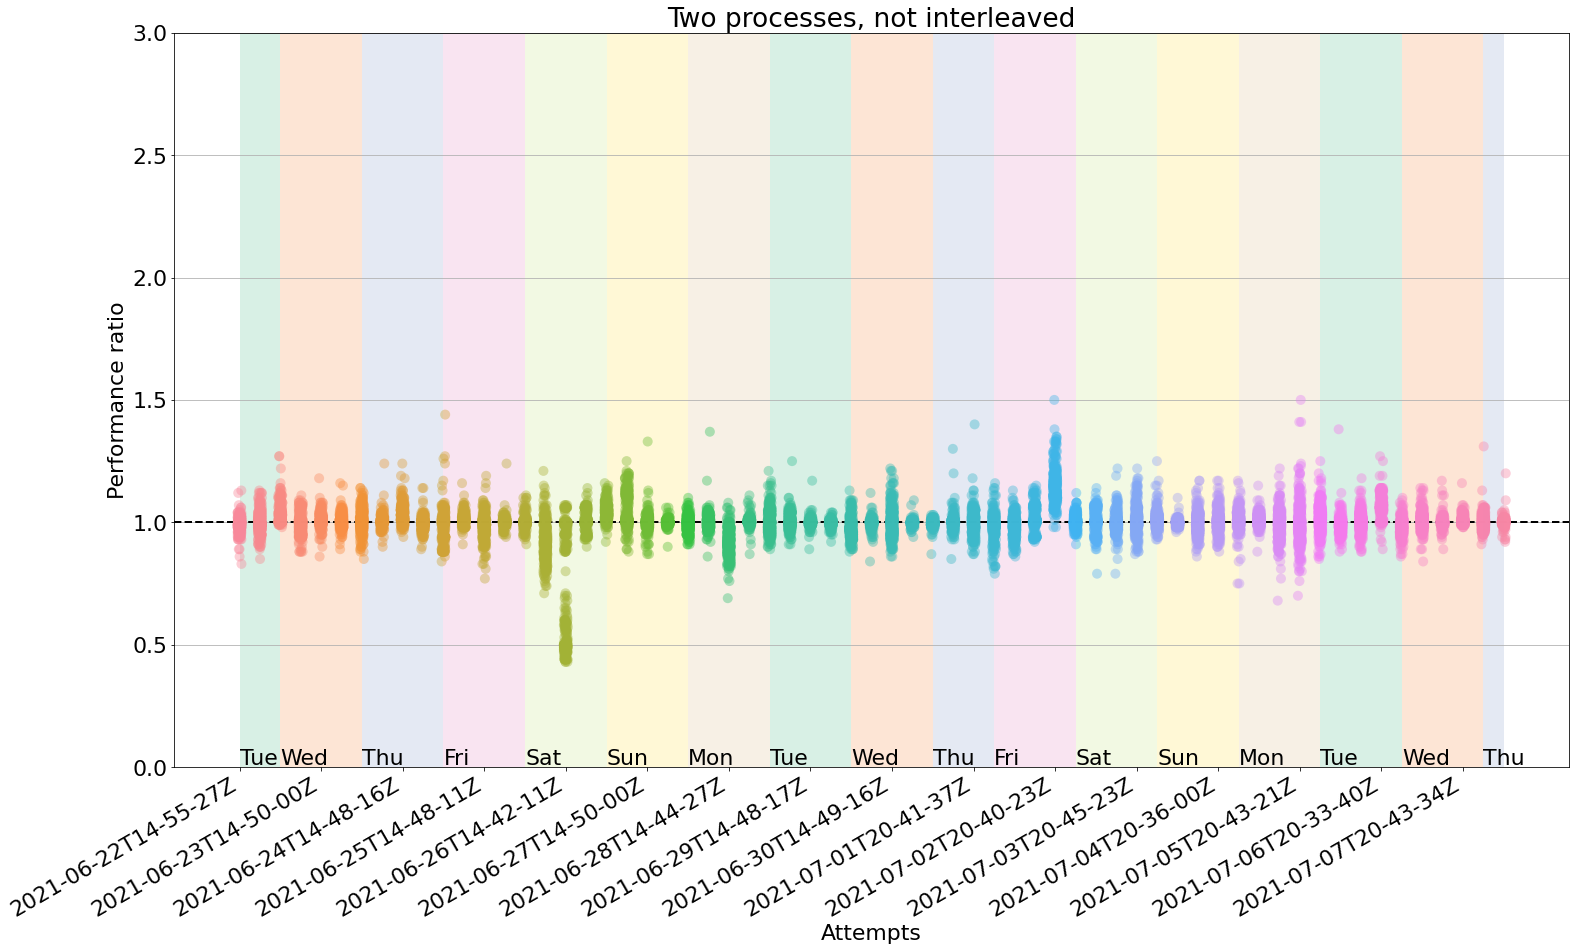 Two processes, not interleaved
3.0
2.5
2.0
1.5
1.0
0.5
0.0
Performance ratio
Tue Wed Thu Fri Sat Sun Mon Tue Wed Thu Fri Sat Sun Mon Tue Wed Thu
2021-06-22T14-55-27Z
2021-06-23T14-50-00Z
2021-06-24T14-48-16Z
2021-06-25T14-48-11Z
2021-06-26T14-42-11Z
2021-06-27T14-50-00Z
2021-06-28T14-44-27Z
2021-06-29T14-48-17Z
2021-06-30T14-49-16Z
2021-07-01T20-41-37Z
2021-07-02T20-40-23Z
2021-07-03T20-45-23Z
2021-07-04T20-36-00Z
2021-07-05T20-43-21Z
2021-07-06T20-33-40Z
2021-07-07T20-43-34Z
Attempts